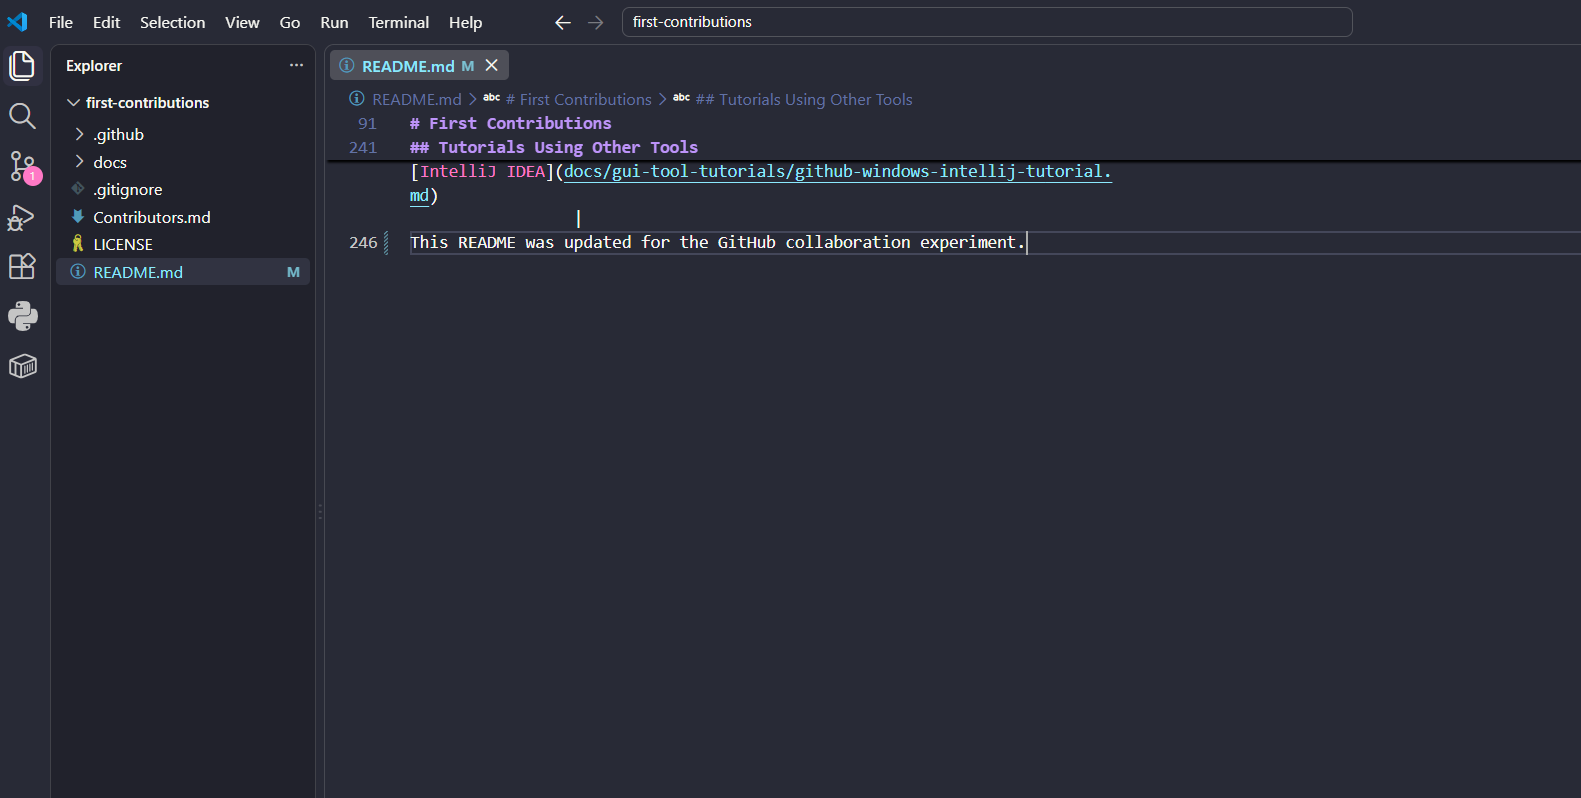 File Edit Selection View Go Run Terminal Help
first-contributions
Explorer
README.md M
first-contributions
.github
docs
.gitignore
Contributors.md
LICENSE
README.md M
1
README.md > abc # First Contributions > abc ## Tutorials Using Other Tools
91 # First Contributions
241 ## Tutorials Using Other Tools
[IntelliJ IDEA](docs/gui-tool-tutorials/github-windows-intellij-tutorial.
md)
|
246 This README was updated for the GitHub collaboration experiment.